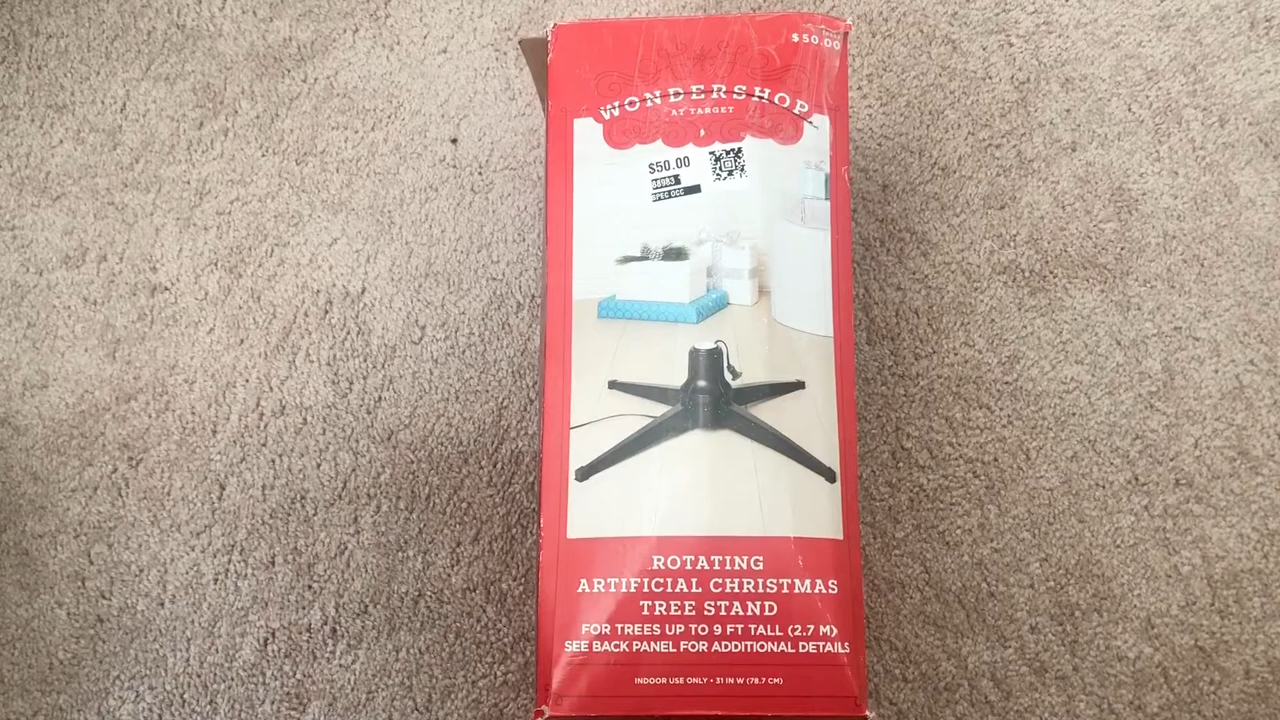 $50.00
WONDERSHOP
AT TARGET
$50.00
88983
SPEC OCC
ROTATING
ARTIFICIAL CHRISTMAS
TREE STAND
FOR TREES UP TO 9 FT TALL (2.7 M)
SEE BACK PANEL FOR ADDITIONAL DETAILS
INDOOR USE ONLY • 31 IN W (78.7 CM)